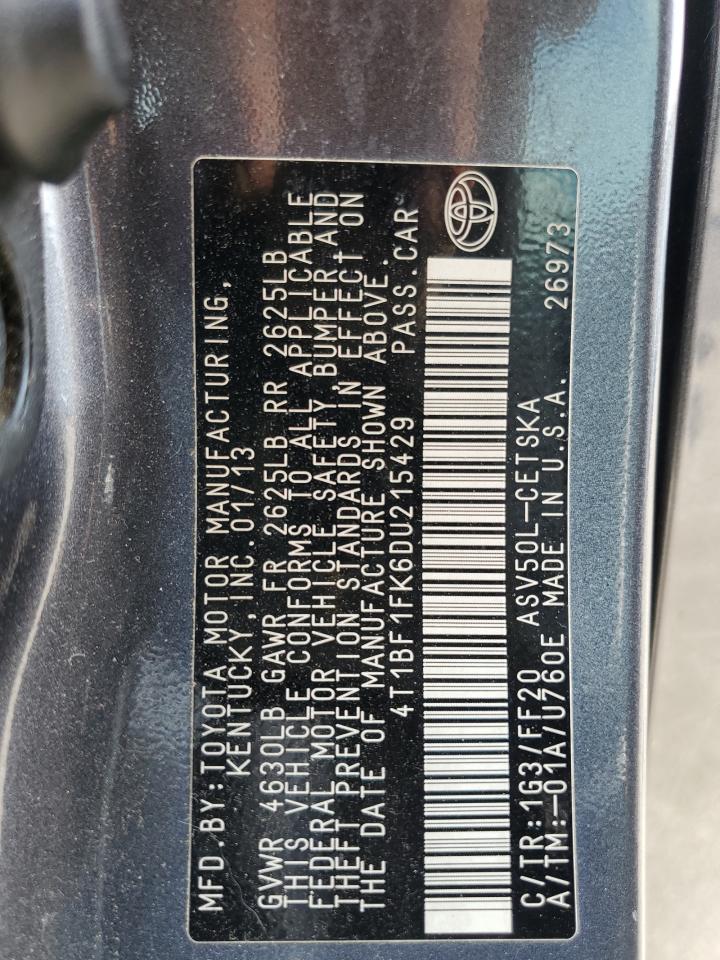 MFD.BY:TOYOTA MOTOR MANUFACTURING,
KENTUCKY,INC.01/13
GVWR 4630LB GAWR FR 2625LB RR 2625LB
THIS VEHICLE CONFORMS TO ALL APPLICABLE
FEDERAL MOTOR VEHICLE SAFETY, BUMPER,AND
THEFT PREVENTION STANDARDS IN EFFECT ON
THE DATE OF MANUFACTURE SHOWN ABOVE.
4T1BF1FK6DU215429 PASS.CAR
C/TR:1G3/FF20 ASV50L-CETSKA
A/TM:-01A/U760E MADE IN U.S.A. 26973